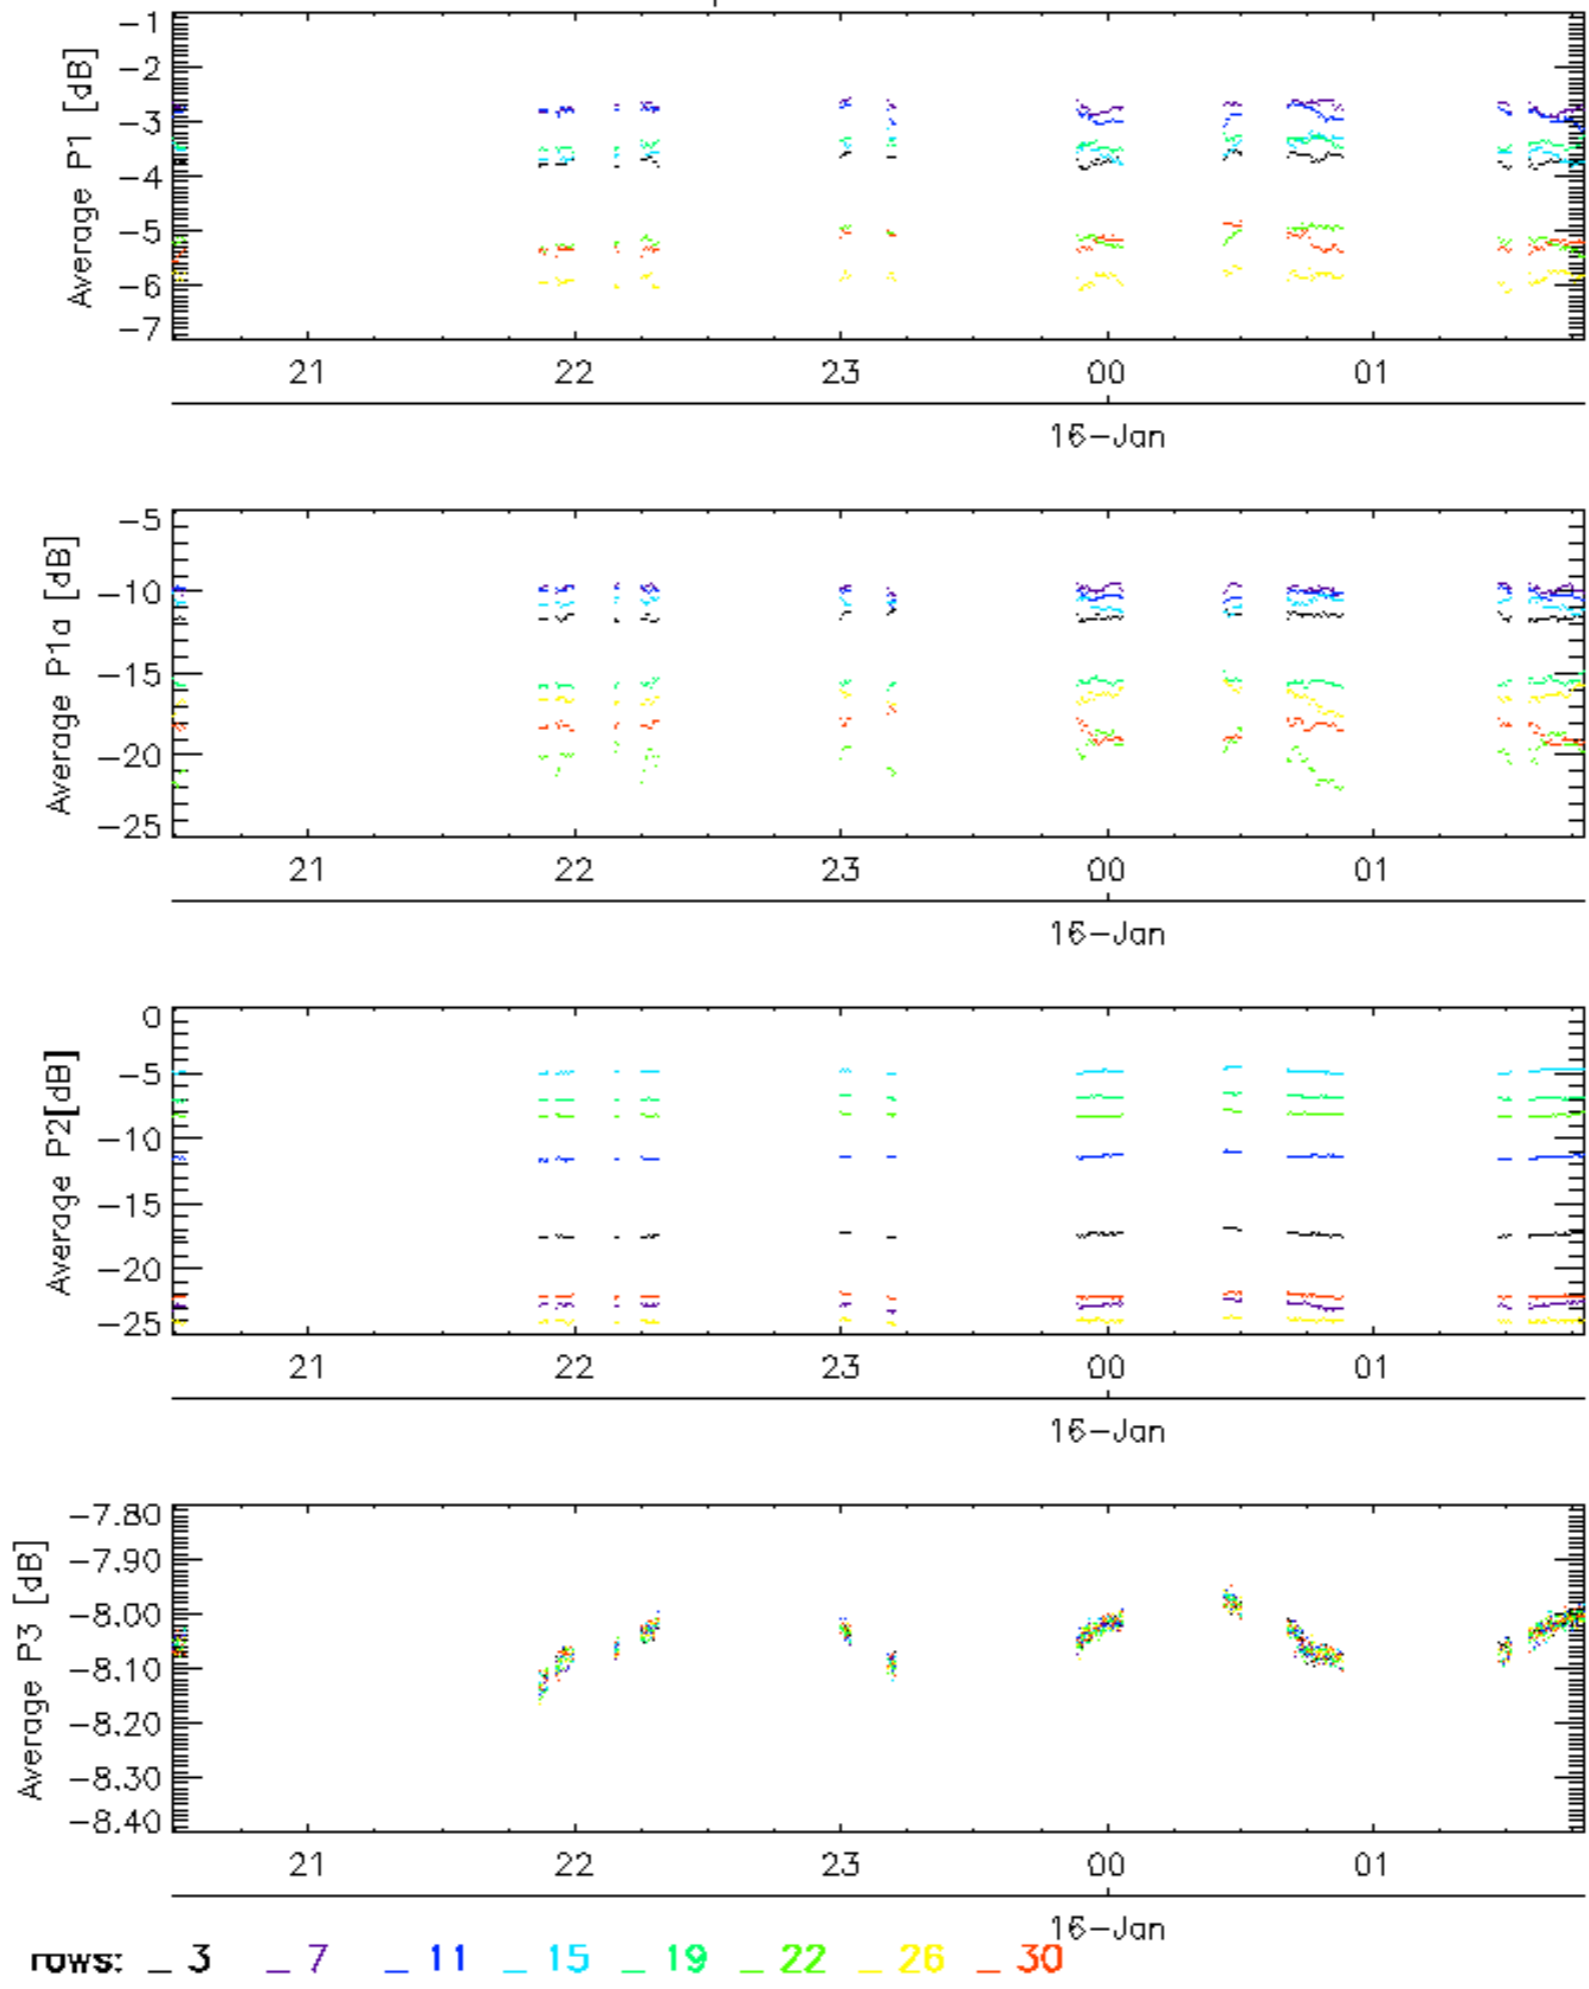 Average P1 [dB]
-1
-2
-3
-4
-5
-6
-7
21 22 23 00 01
16-Jan
Average P1a [dB]
-5
-10
-15
-20
-25
21 22 23 00 01
16-Jan
Average P2[dB]
0
-5
-10
-15
-20
-25
21 22 23 00 01
16-Jan
Average P3 [dB]
-7.80
-7.90
-8.00
-8.10
-8.20
-8.30
-8.40
21 22 23 00 01
16-Jan
rows: _ 3 _ 7 _ 11 _ 15 _ 19 _ 22 _ 26 _ 30